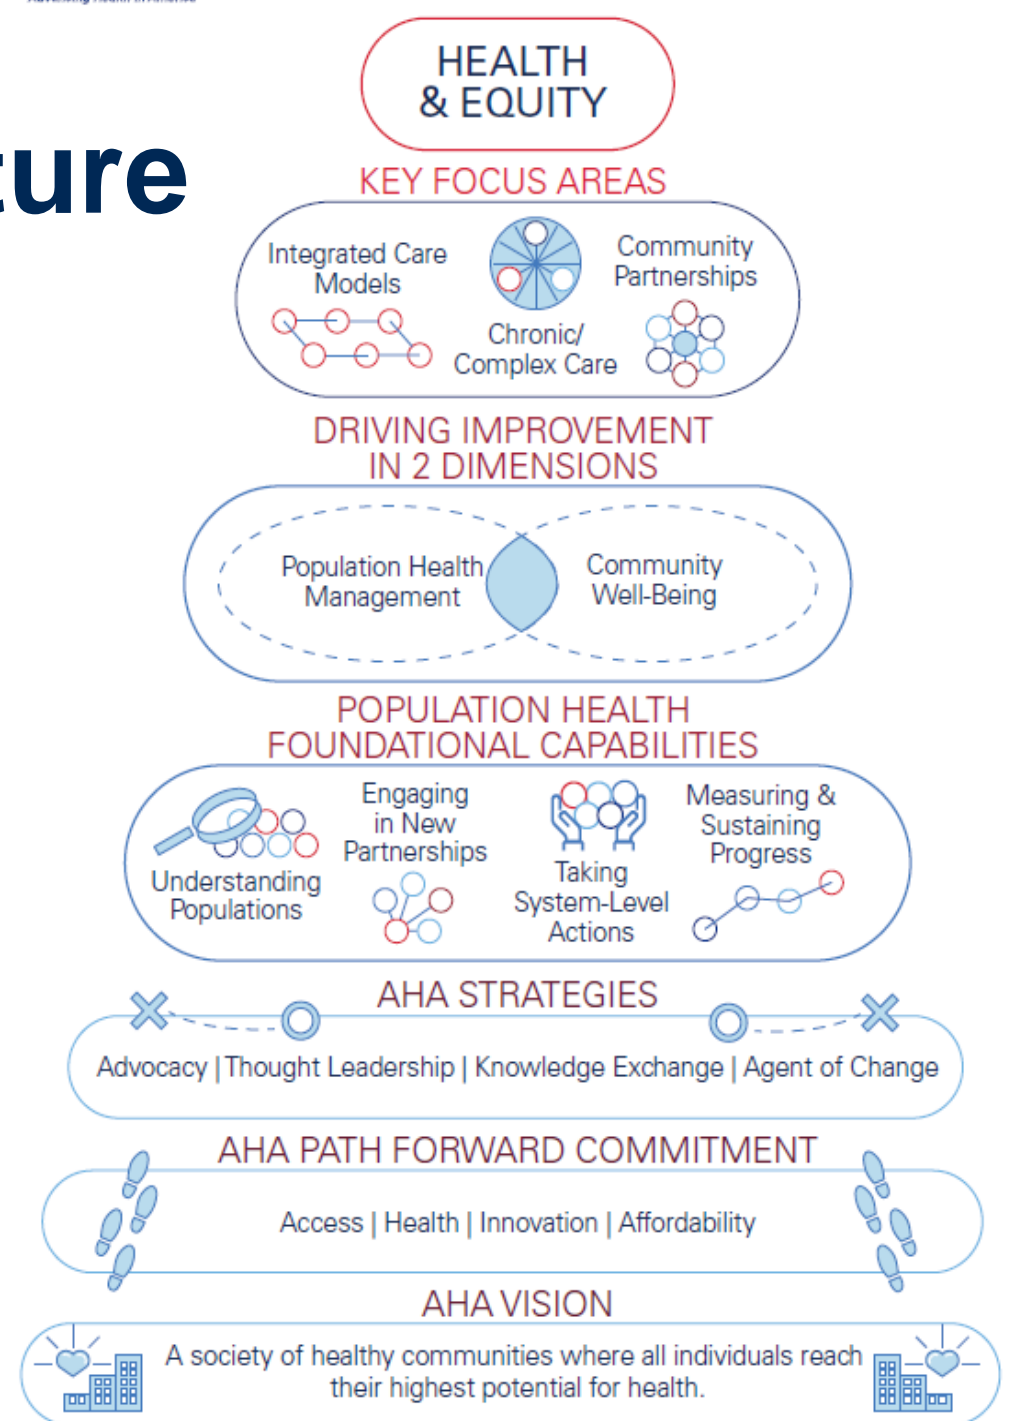 ture
HEALTH
& EQUITY
KEY FOCUS AREAS
Integrated Care
Models
Chronic/
Complex Care
Community
Partnerships
DRIVING IMPROVEMENT
IN 2 DIMENSIONS
Population Health
Management
Community
Well-Being
POPULATION HEALTH
FOUNDATIONAL CAPABILITIES
Understanding
Populations
Engaging
in New
Partnerships
Taking
System-Level
Actions
Measuring &
Sustaining
Progress
AHA STRATEGIES
Advocacy | Thought Leadership | Knowledge Exchange | Agent of Change
AHA PATH FORWARD COMMITMENT
Access | Health | Innovation | Affordability
AHA VISION
A society of healthy communities where all individuals reach
their highest potential for health.